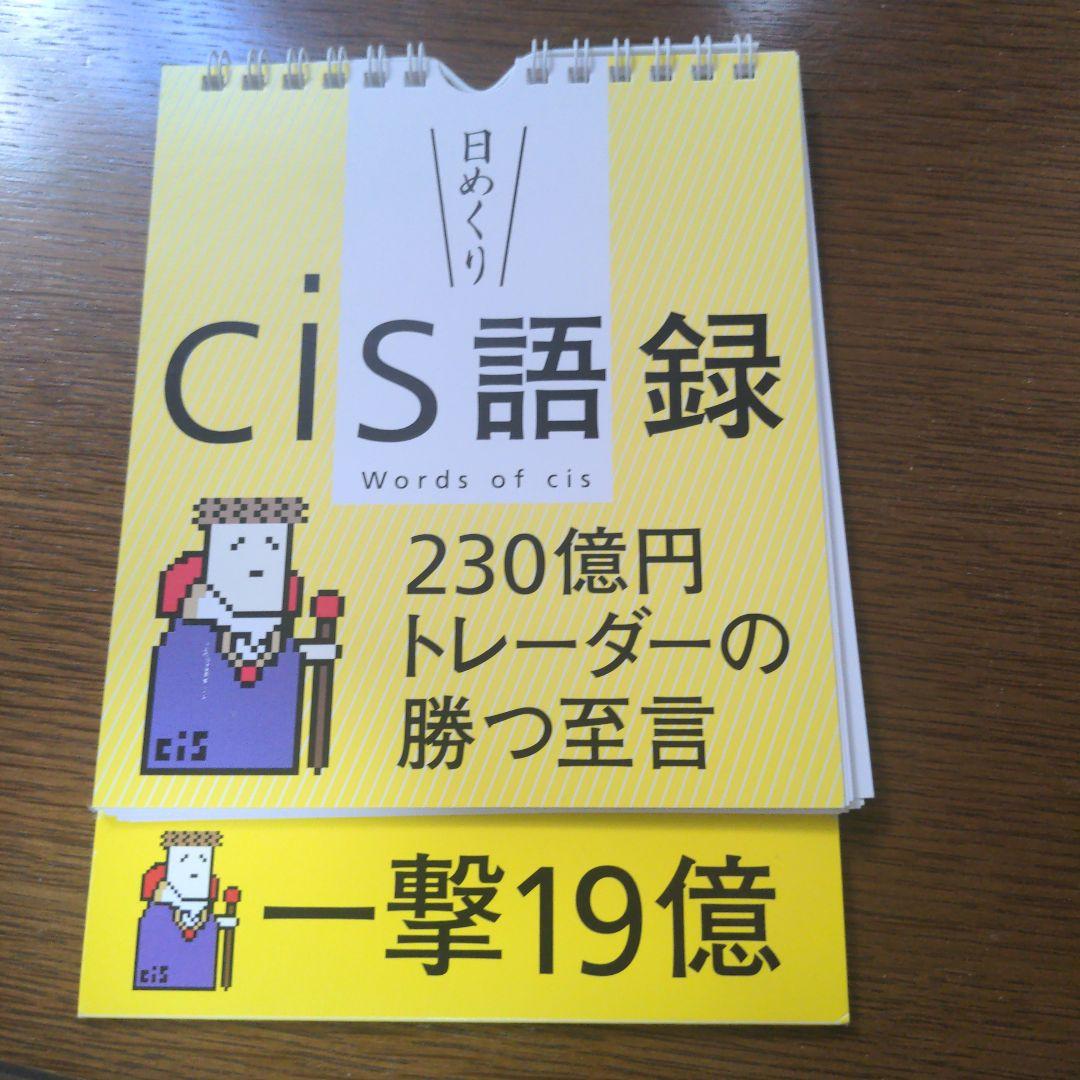 日めくり
cis語録
Words of cis
230億円
トレーダーの
勝つ至言
cis
一撃19億
cis